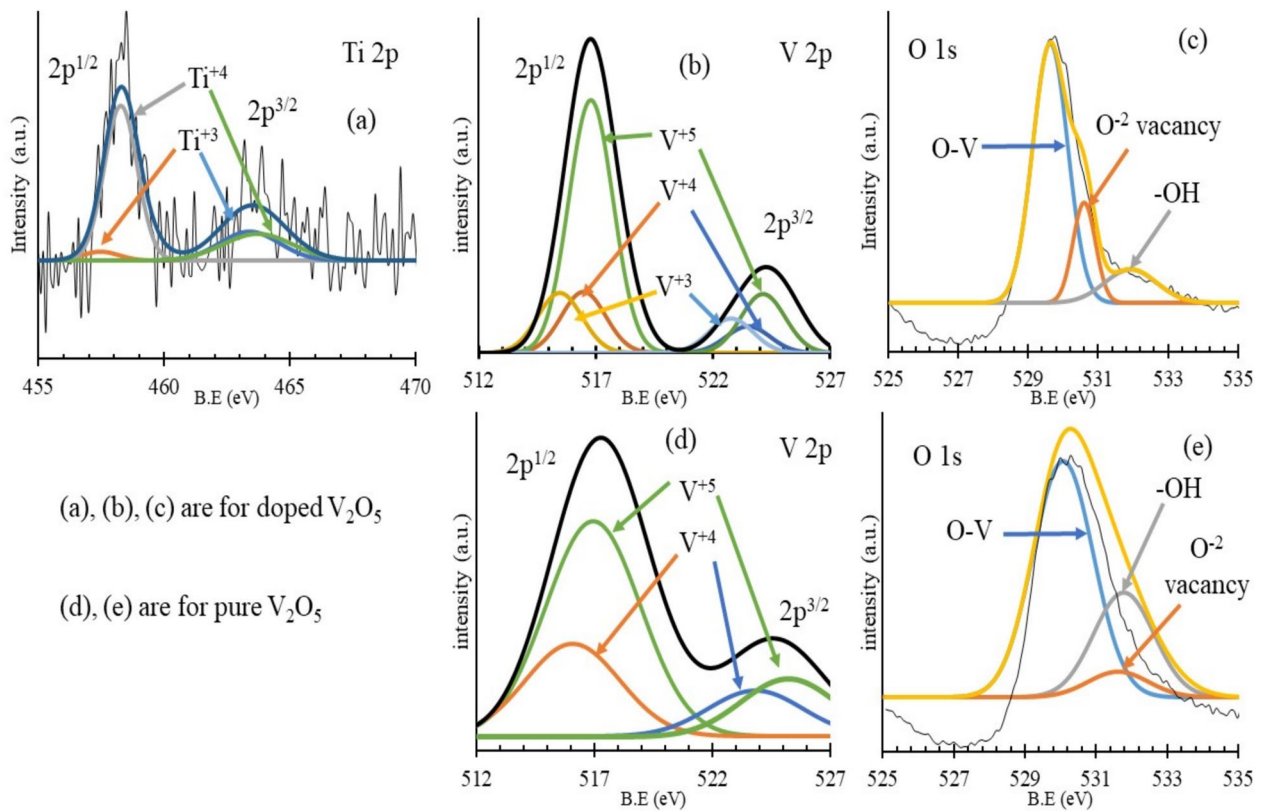 2p1/2
Ti 2p
Ti+4
Ti+3
2p3/2
(a)
Intensity (a.u.)
455 460 465 470
B.E (eV)
2p1/2
(b)
V 2p
V+5
V+4
V+3
2p3/2
intensity (a.u.)
512 517 522 527
B.E (eV)
O 1s
(c)
O-2 vacancy
O-V
-OH
Intensity (a.u.)
525 527 529 531 533 535
B.E (eV)
(a), (b), (c) are for doped V2O5
(d), (e) are for pure V2O5
2p1/2
(d)
V 2p
V+5
V+4
2p3/2
intensity (a.u.)
512 517 522 527
B.E (eV)
O 1s
(e)
-OH
O-V
O-2
vacancy
intensity (a.u.)
525 527 529 531 533 535
B.E (eV)